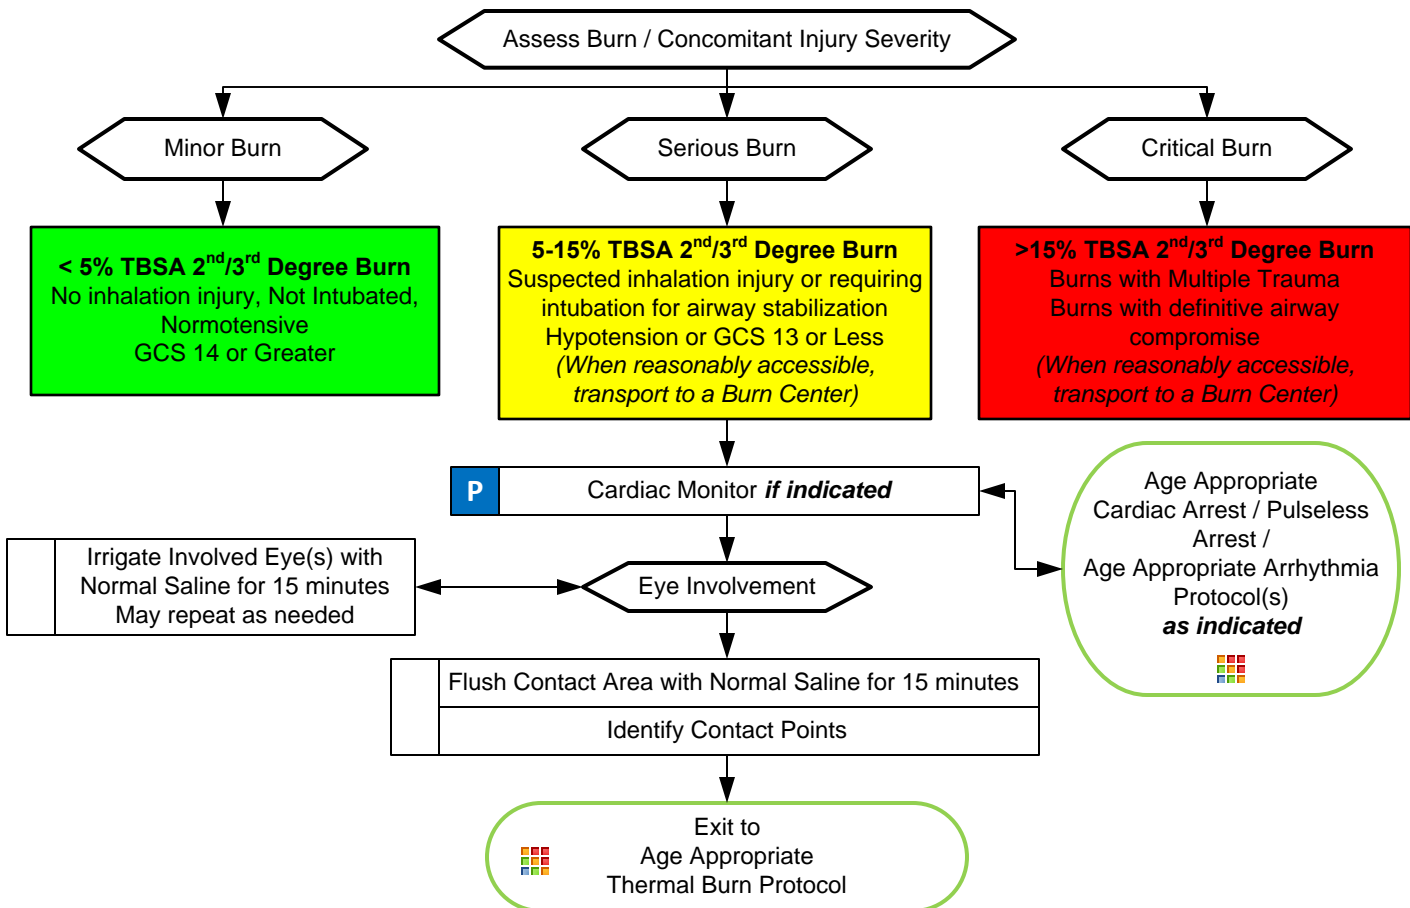 Assess Burn / Concomitant Injury Severity
Minor Burn
Serious Burn
Critical Burn
< 5% TBSA 2nd/3rd Degree Burn
No inhalation injury, Not Intubated,
Normotensive
GCS 14 or Greater
5-15% TBSA 2nd/3rd Degree Burn
Suspected inhalation injury or requiring
intubation for airway stabilization
Hypotension or GCS 13 or Less
(When reasonably accessible,
transport to a Burn Center)
>15% TBSA 2nd/3rd Degree Burn
Burns with Multiple Trauma
Burns with definitive airway
compromise
(When reasonably accessible,
transport to a Burn Center)
P
Cardiac Monitor if indicated
Age Appropriate
Cardiac Arrest / Pulseless
Arrest /
Age Appropriate Arrhythmia
Protocol(s)
as indicated
Irrigate Involved Eye(s) with
Normal Saline for 15 minutes
May repeat as needed
Eye Involvement
Flush Contact Area with Normal Saline for 15 minutes
Identify Contact Points
Exit to
Age Appropriate
Thermal Burn Protocol